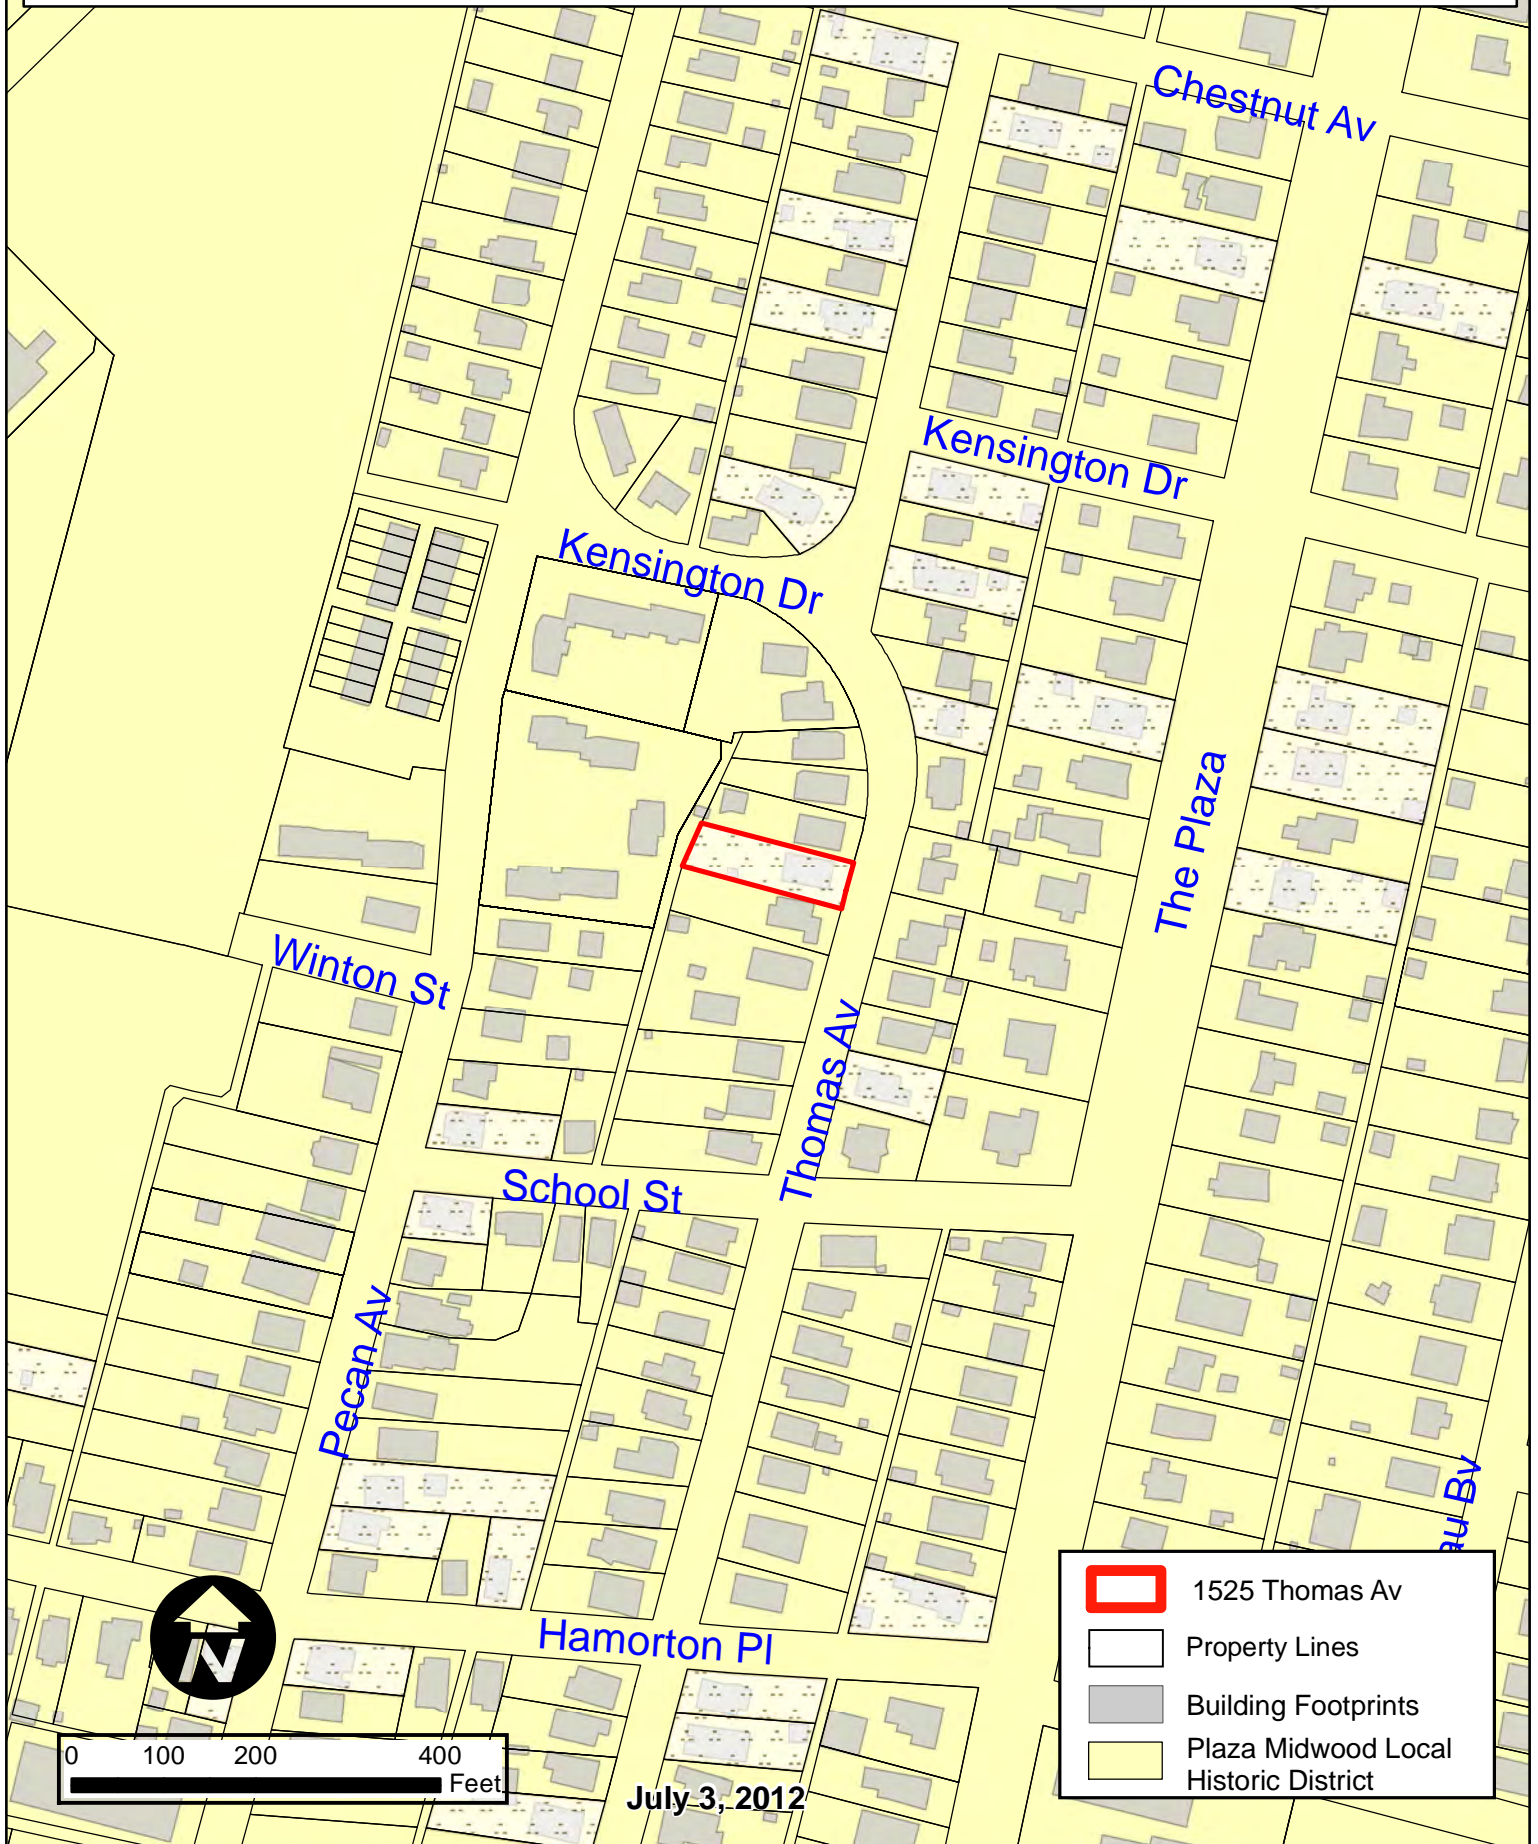 Chestnut Av
Kensington Dr
Kensington Dr
The Plaza
Winton St
Thomas Av
School St
Pecan Av
au Bv
Hamorton Pl
N
1525 Thomas Av
Property Lines
Building Footprints
Plaza Midwood Local
Historic District
0 100 200 400
Feet
July 3, 2012